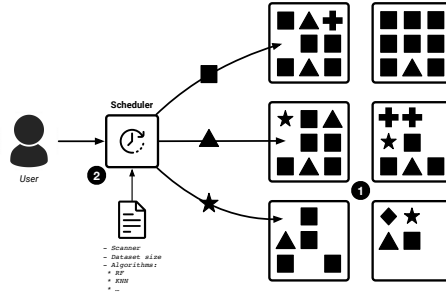 Scheduler
User
2
1
- Scanner
- Dataset size
- Algorithms:
* RF
* KNN
* …